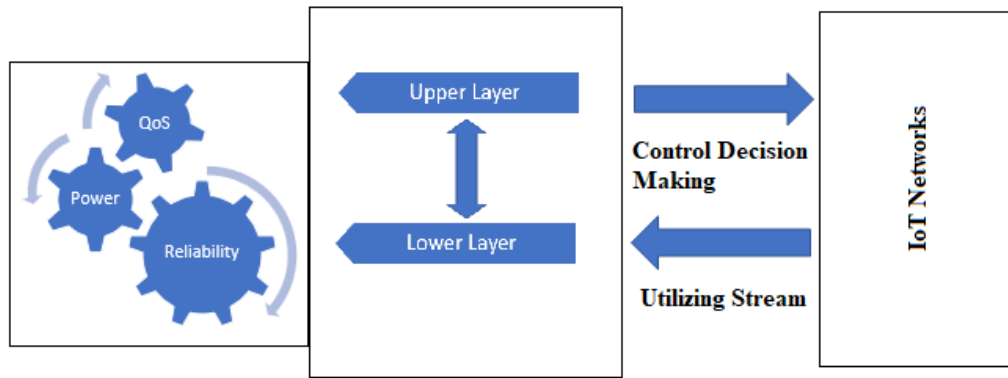 QoS
Power
Reliability
Upper Layer
Lower Layer
Control Decision
Making
Utilizing Stream
IoT Networks